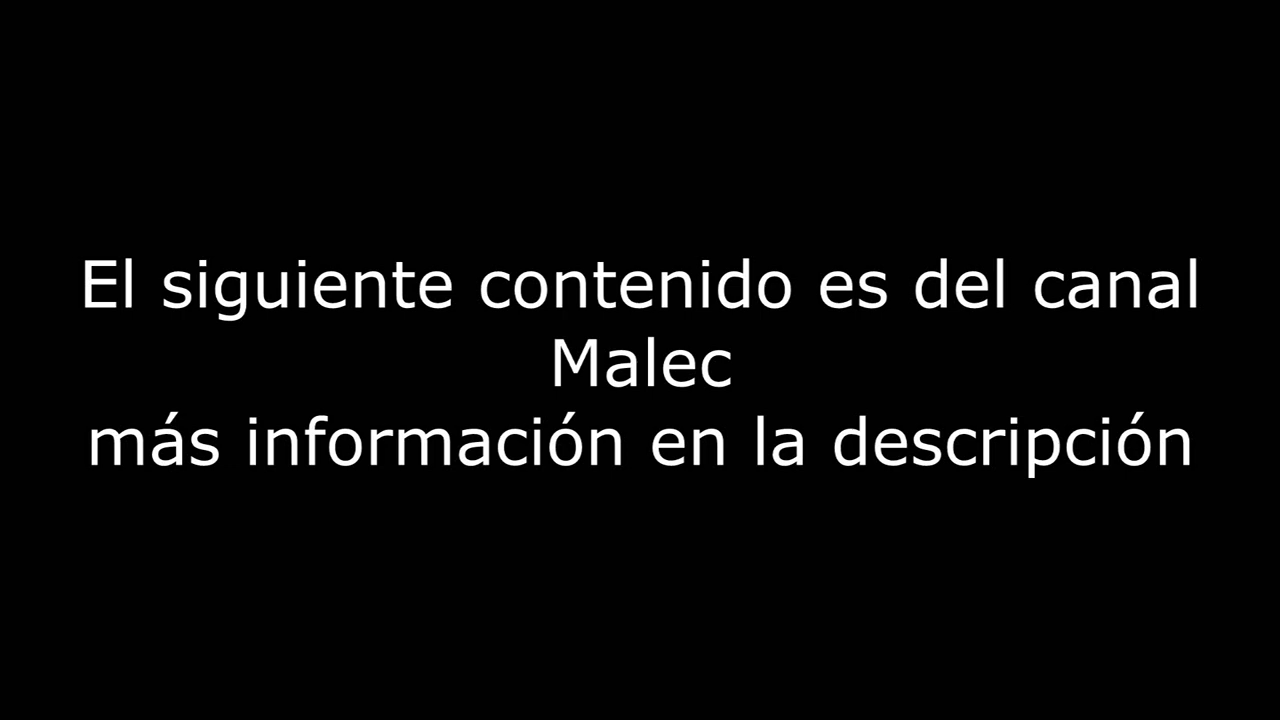 El siguiente contenido es del canal
Malec
más información en la descripción